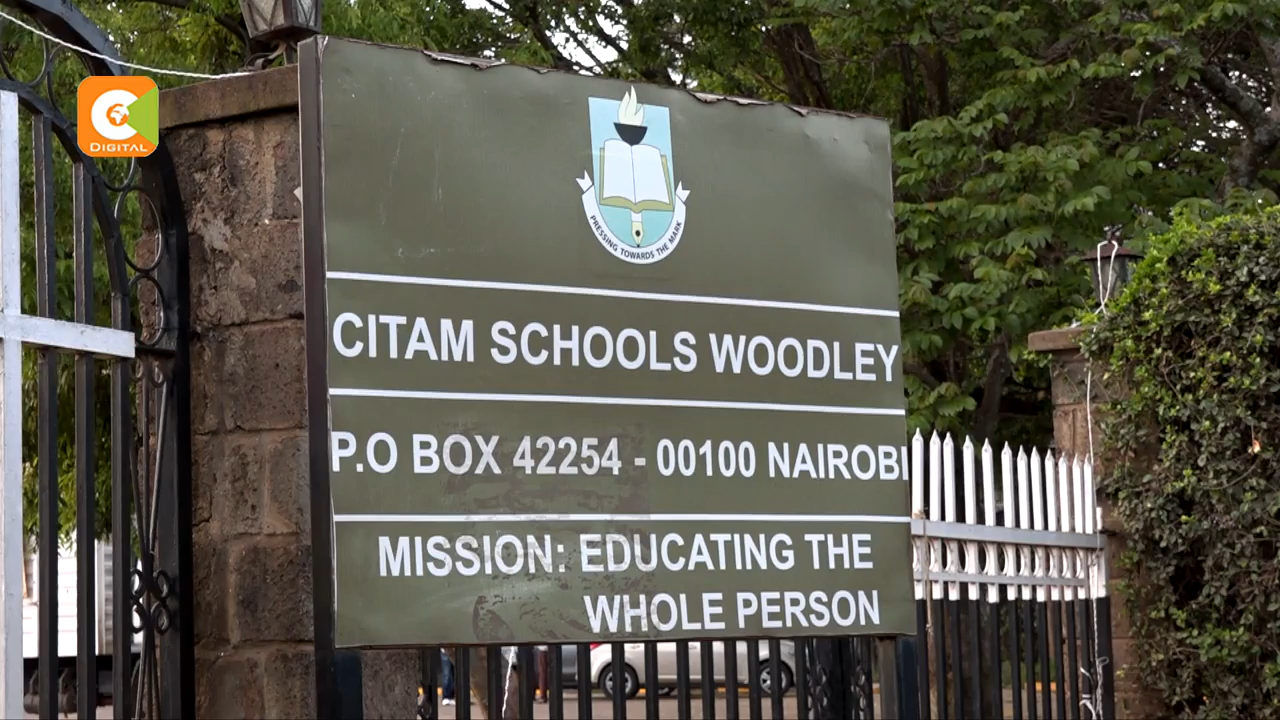 C
DIGITAL
PRESSING TOWARDS THE MARK
CITAM SCHOOLS WOODLEY
P.O BOX 42254 - 00100 NAIROBI
MISSION: EDUCATING THE
WHOLE PERSON